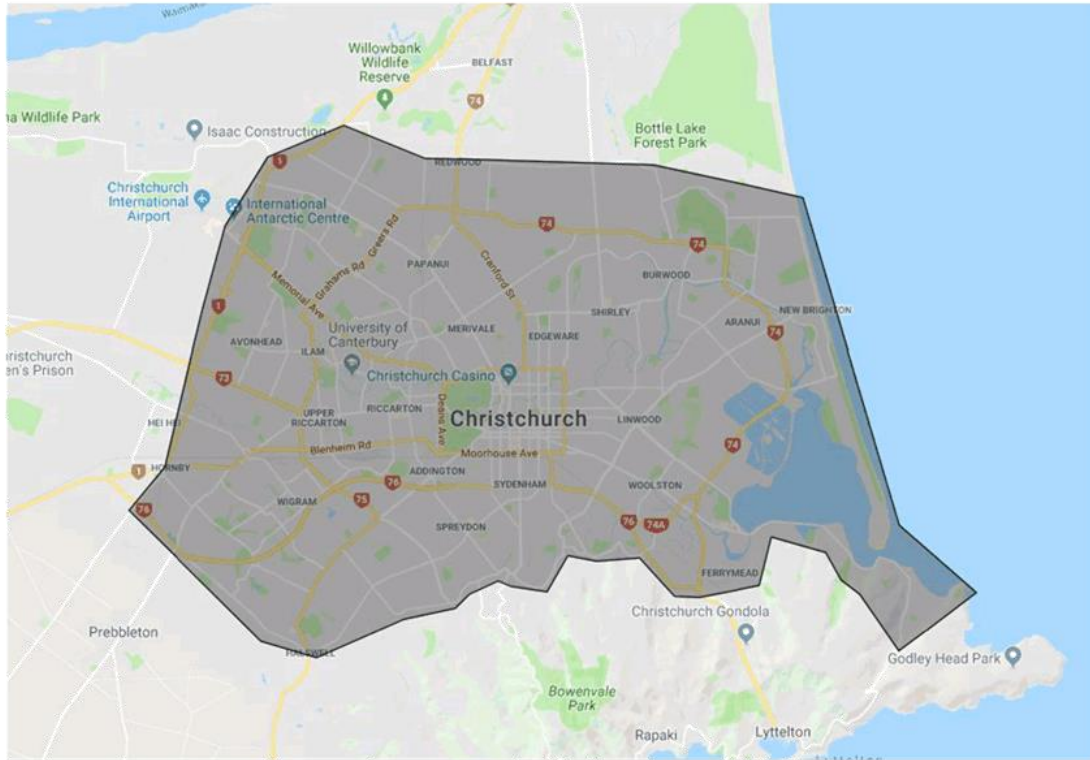 Waimak
Willowbank
Wildlife
Reserve
BELFAST
74
na Wildlife Park
Isaac Construction
Bottle Lake
Forest Park
1
REDWOOD
Christchurch
International
Airport
International
Antarctic Centre
Greers Rd
74
74
Grahams Rd
PAPANUI
Cranford St
Memorial Ave
BURWOOD
1
SHIRLEY
NEW BRIGHTON
University of
Canterbury
MERIVALE
EDGEWARE
ARANUI
74
AVONHEAD
ILAM
hristchurch
en's Prison
73
Christchurch Casino
Deans Ave
UPPER
RICCARTON
RICCARTON
Christchurch
LINWOOD
HEI HEI
Blenheim Rd
Moorhouse Ave
74
1
HORNBY
ADDINGTON
76
SYDENHAM
WOOLSTON
76
WIGRAM
75
76
74A
SPREYDON
FERRYMEAD
Christchurch Gondola
Prebbleton
HALSWELL
Godley Head Park
Bowenvale
Park
Rapaki
Lyttelton